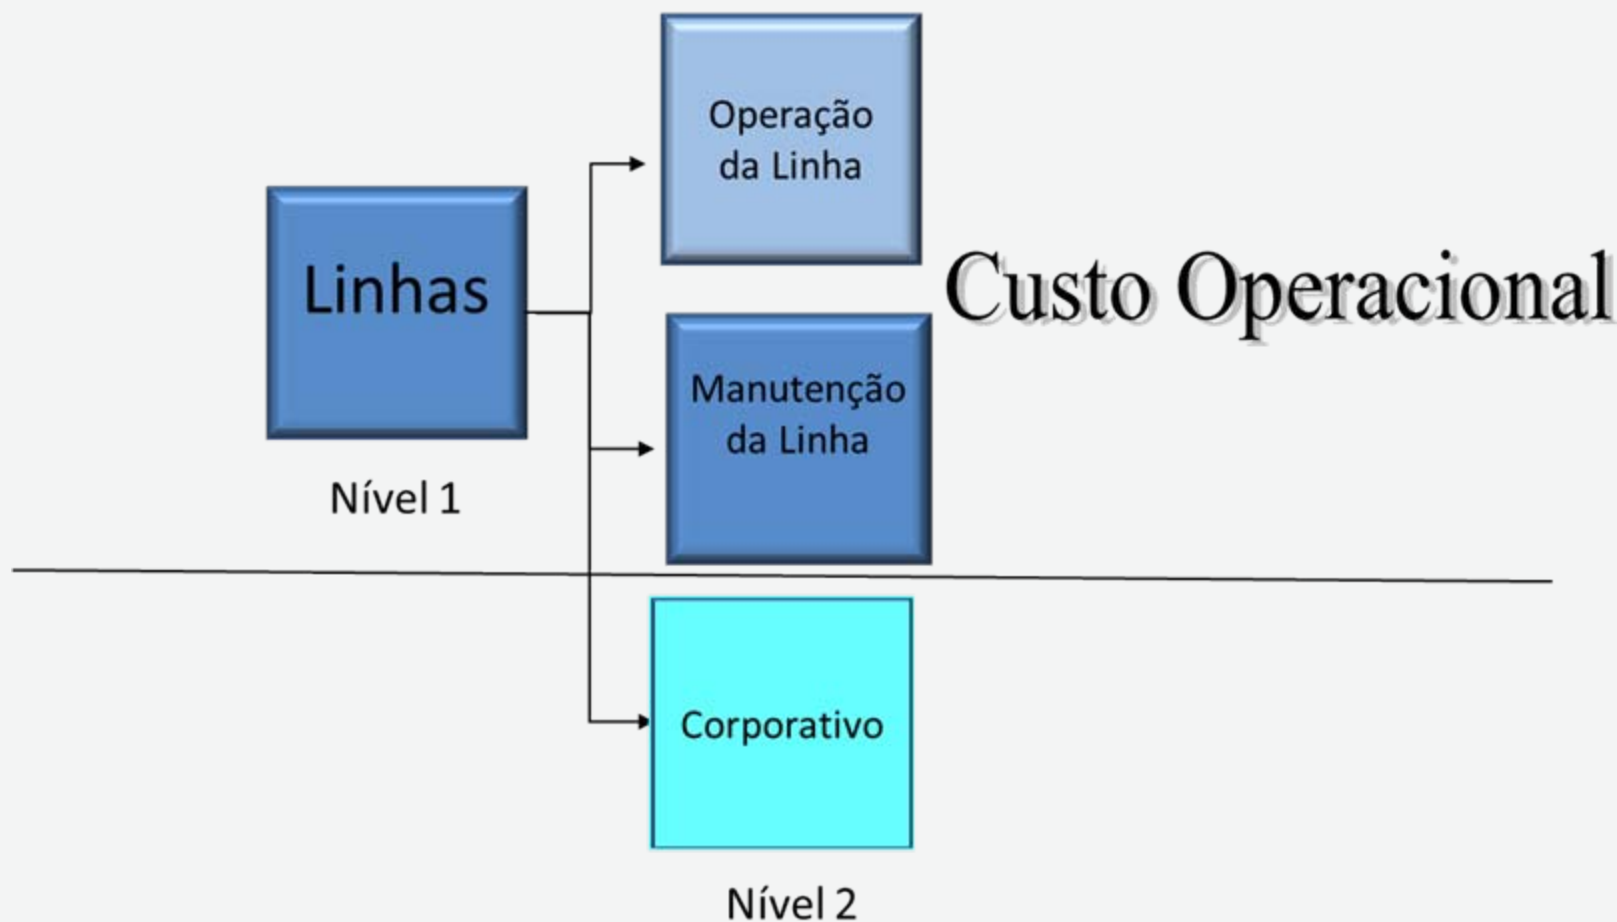 Operação
da Linha
Linhas
Custo Operacional
Manutenção
da Linha
Nível 1
Corporativo
Nível 2